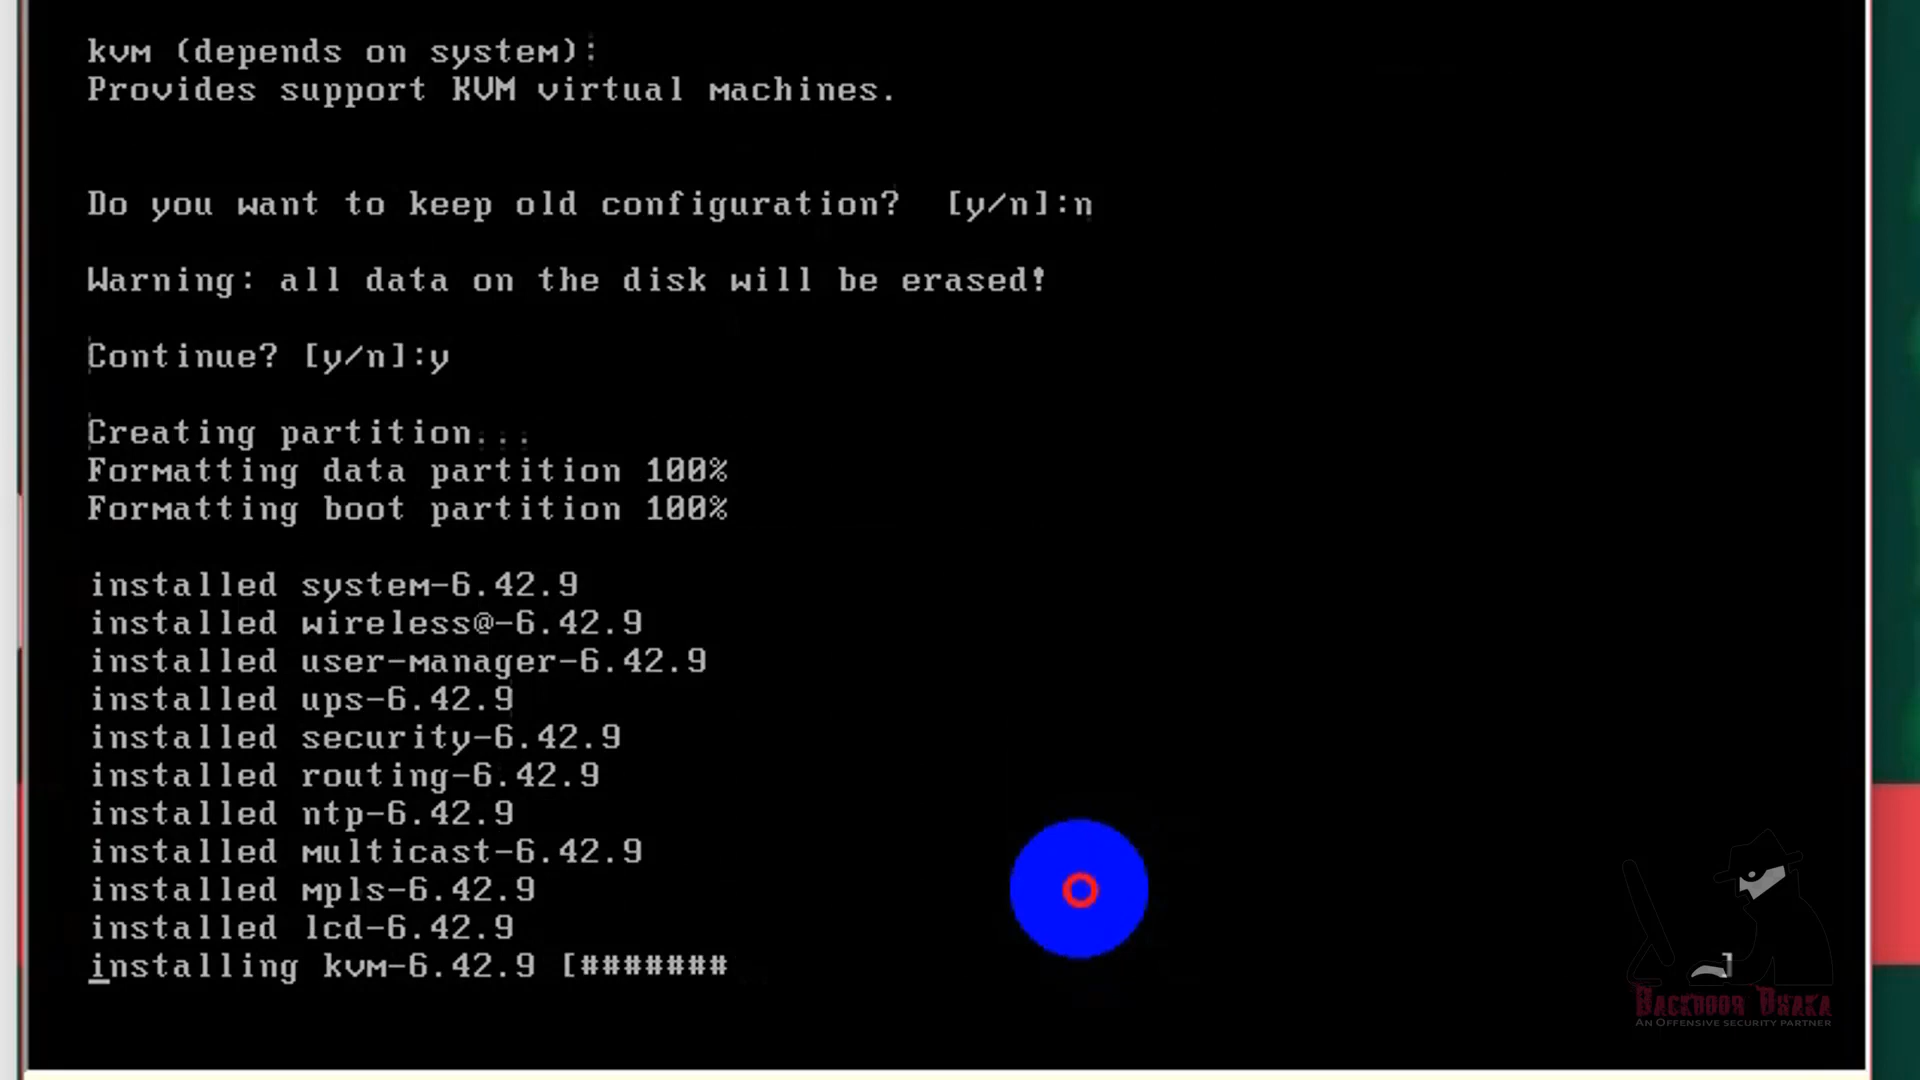 kvm (depends on system):
Provides support KVM virtual machines.
Do you want to keep old configuration?  [y/n]:n
Warning: all data on the disk will be erased!
Continue? [y/n]:y
Creating partition...
Formatting data partition 100%
Formatting boot partition 100%
installed system-6.42.9
installed wireless@-6.42.9
installed user-manager-6.42.9
installed ups-6.42.9
installed security-6.42.9
installed routing-6.42.9
installed ntp-6.42.9
installed multicast-6.42.9
installed mpls-6.42.9
installed lcd-6.42.9
installing kvm-6.42.9 [####### ]
Backdoor Dhaka
An Offensive security partner